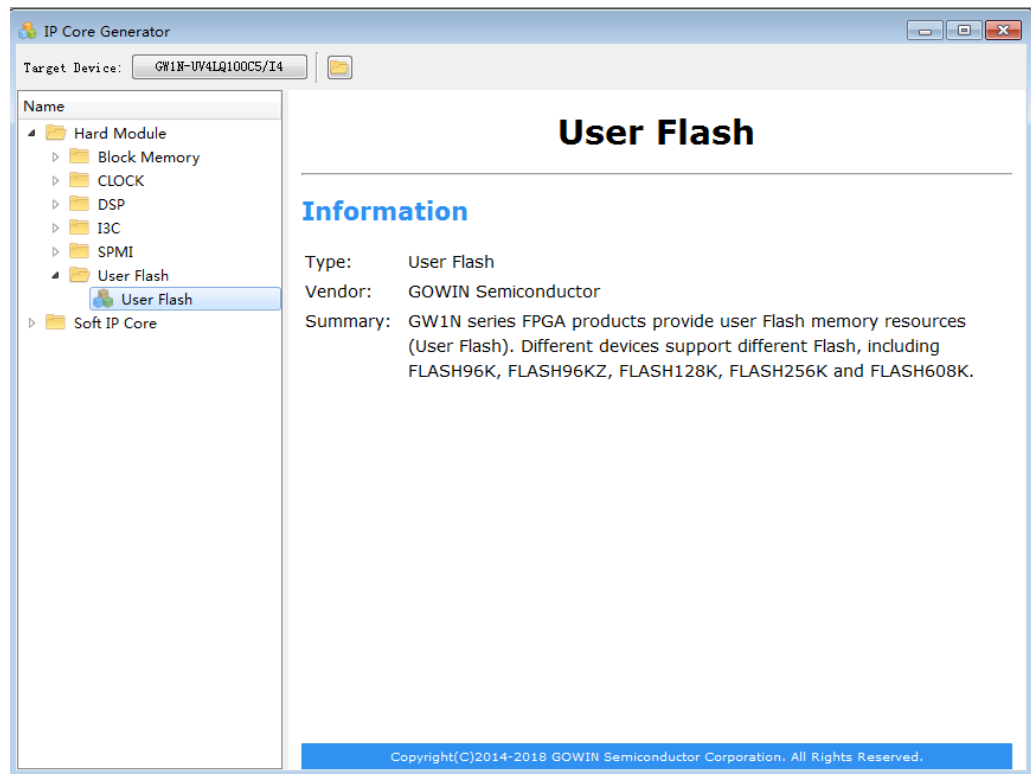 IP Core Generator
Target Device: GW1N-UV4LQ100C5/I4
Name
Hard Module
Block Memory
CLOCK
DSP
I3C
SPMI
User Flash
User Flash
Soft IP Core
User Flash
Information
Type: User Flash
Vendor: GOWIN Semiconductor
Summary: GW1N series FPGA products provide user Flash memory resources
(User Flash). Different devices support different Flash, including
FLASH96K, FLASH96KZ, FLASH128K, FLASH256K and FLASH608K.
Copyright(C)2014-2018 GOWIN Semiconductor Corporation. All Rights Reserved.